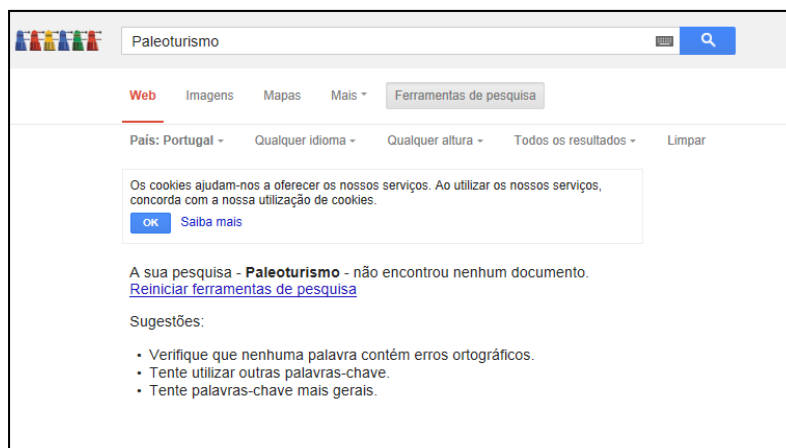 Paleoturismo
Web Imagens Mapas Mais Ferramentas de pesquisa
País: Portugal Qualquer idioma Qualquer altura Todos os resultados Limpar
Os cookies ajudam-nos a oferecer os nossos serviços. Ao utilizar os nossos serviços,
concorda com a nossa utilização de cookies.
OK Saiba mais
A sua pesquisa - Paleoturismo - não encontrou nenhum documento.
Reiniciar ferramentas de pesquisa
Sugestões:
• Verifique que nenhuma palavra contém erros ortográficos.
• Tente utilizar outras palavras-chave.
• Tente palavras-chave mais gerais.